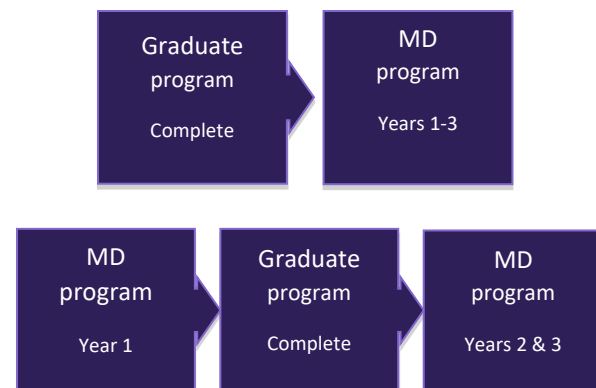 Graduate
program
Complete
MD
program
Years 1-3
MD
program
Year 1
Graduate
program
Complete
MD
program
Years 2 & 3